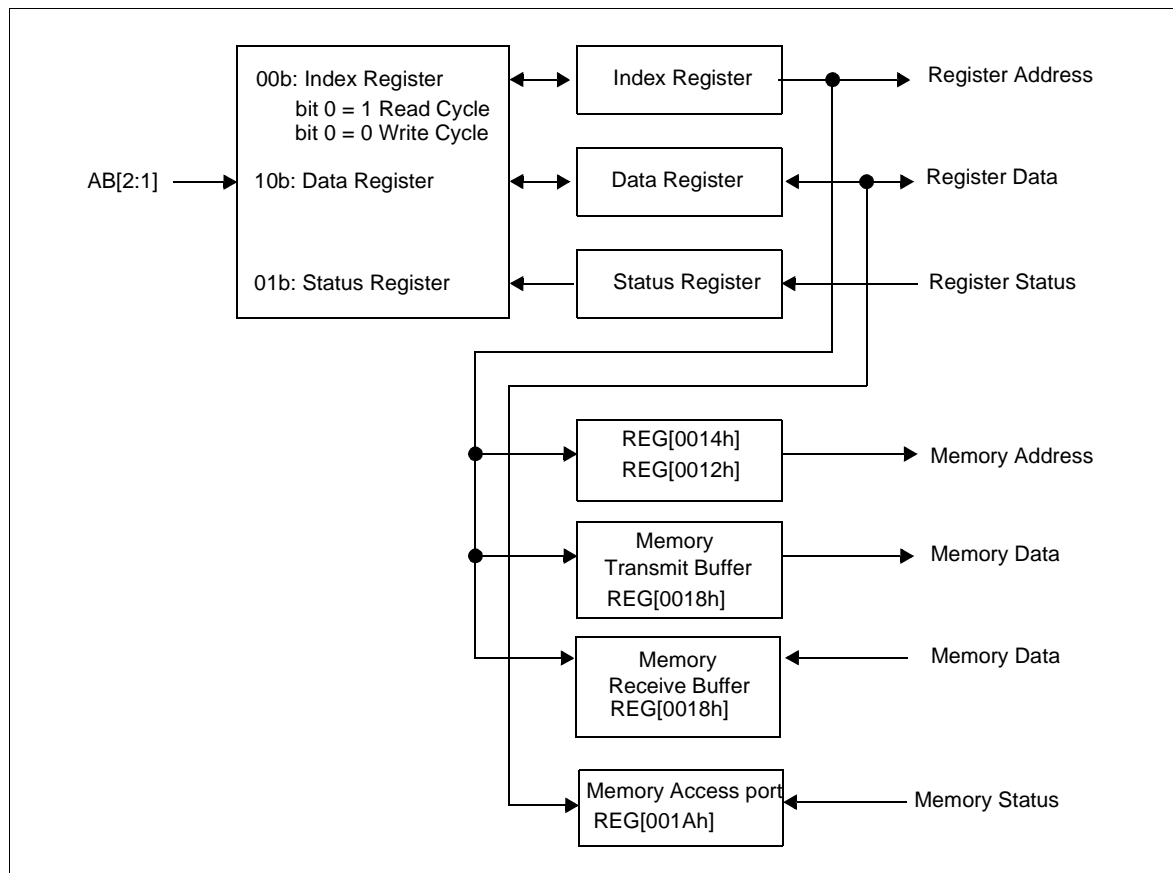 00b: Index Register
bit 0 = 1 Read Cycle
bit 0 = 0 Write Cycle
Index Register
Register Address
AB[2:1]
10b: Data Register
Data Register
Register Data
01b: Status Register
Status Register
Register Status
REG[0014h]
REG[0012h]
Memory Address
Memory
Transmit Buffer
REG[0018h]
Memory Data
Memory
Receive Buffer
REG[0018h]
Memory Data
Memory Access port
REG[001Ah]
Memory Status